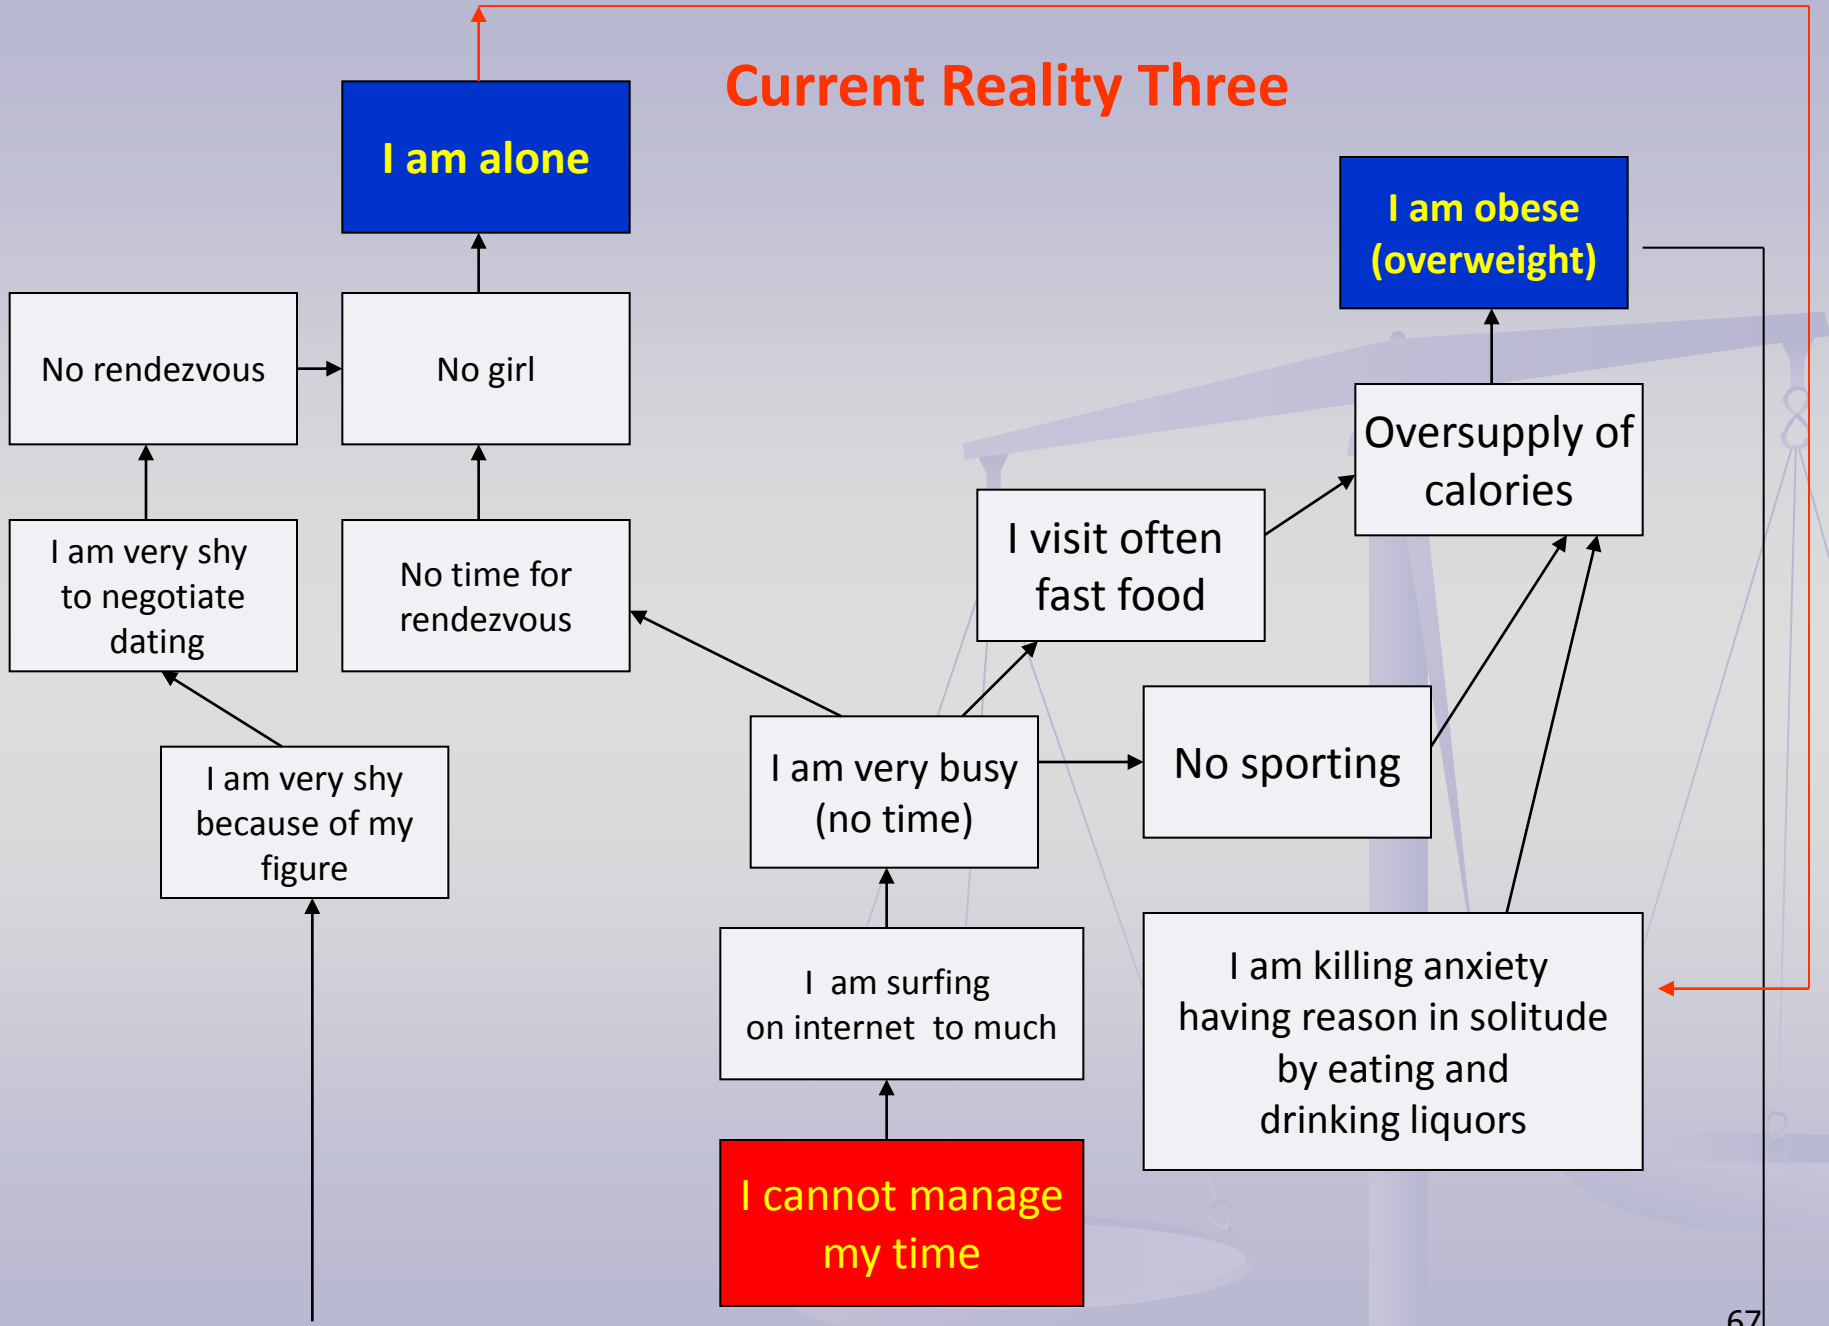 Current Reality Three
I am alone
I am obese
(overweight)
No rendezvous
No girl
Oversupply of
calories
I visit often
fast food
I am very shy
to negotiate
dating
No time for
rendezvous
I am very shy
because of my
figure
I am very busy
(no time)
No sporting
I am surfing
on internet to much
I am killing anxiety
having reason in solitude
by eating and
drinking liquors
I cannot manage
my time
67